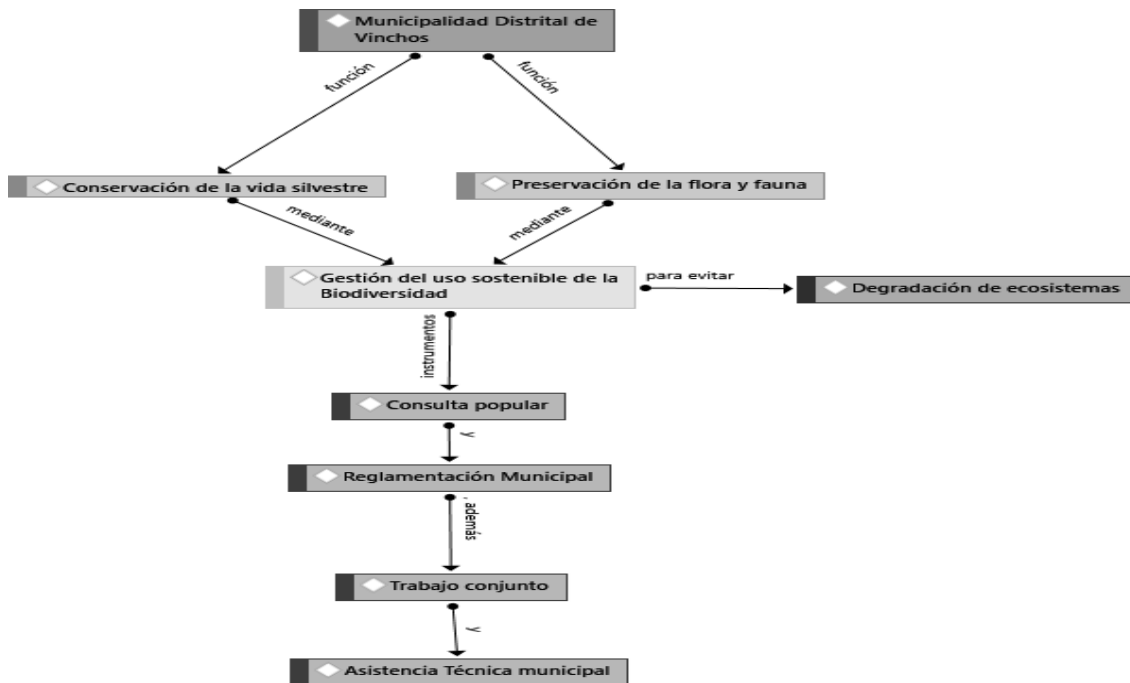 Municipalidad Distrital de
Vinchos
función
función
Conservación de la vida silvestre
Preservación de la flora y fauna
mediante
mediante
Gestión del uso sostenible de la
Biodiversidad
para evitar
Degradación de ecosistemas
instrumentos
Consulta popular
y
Reglamentación Municipal
, además
Trabajo conjunto
y
Asistencia Técnica municipal